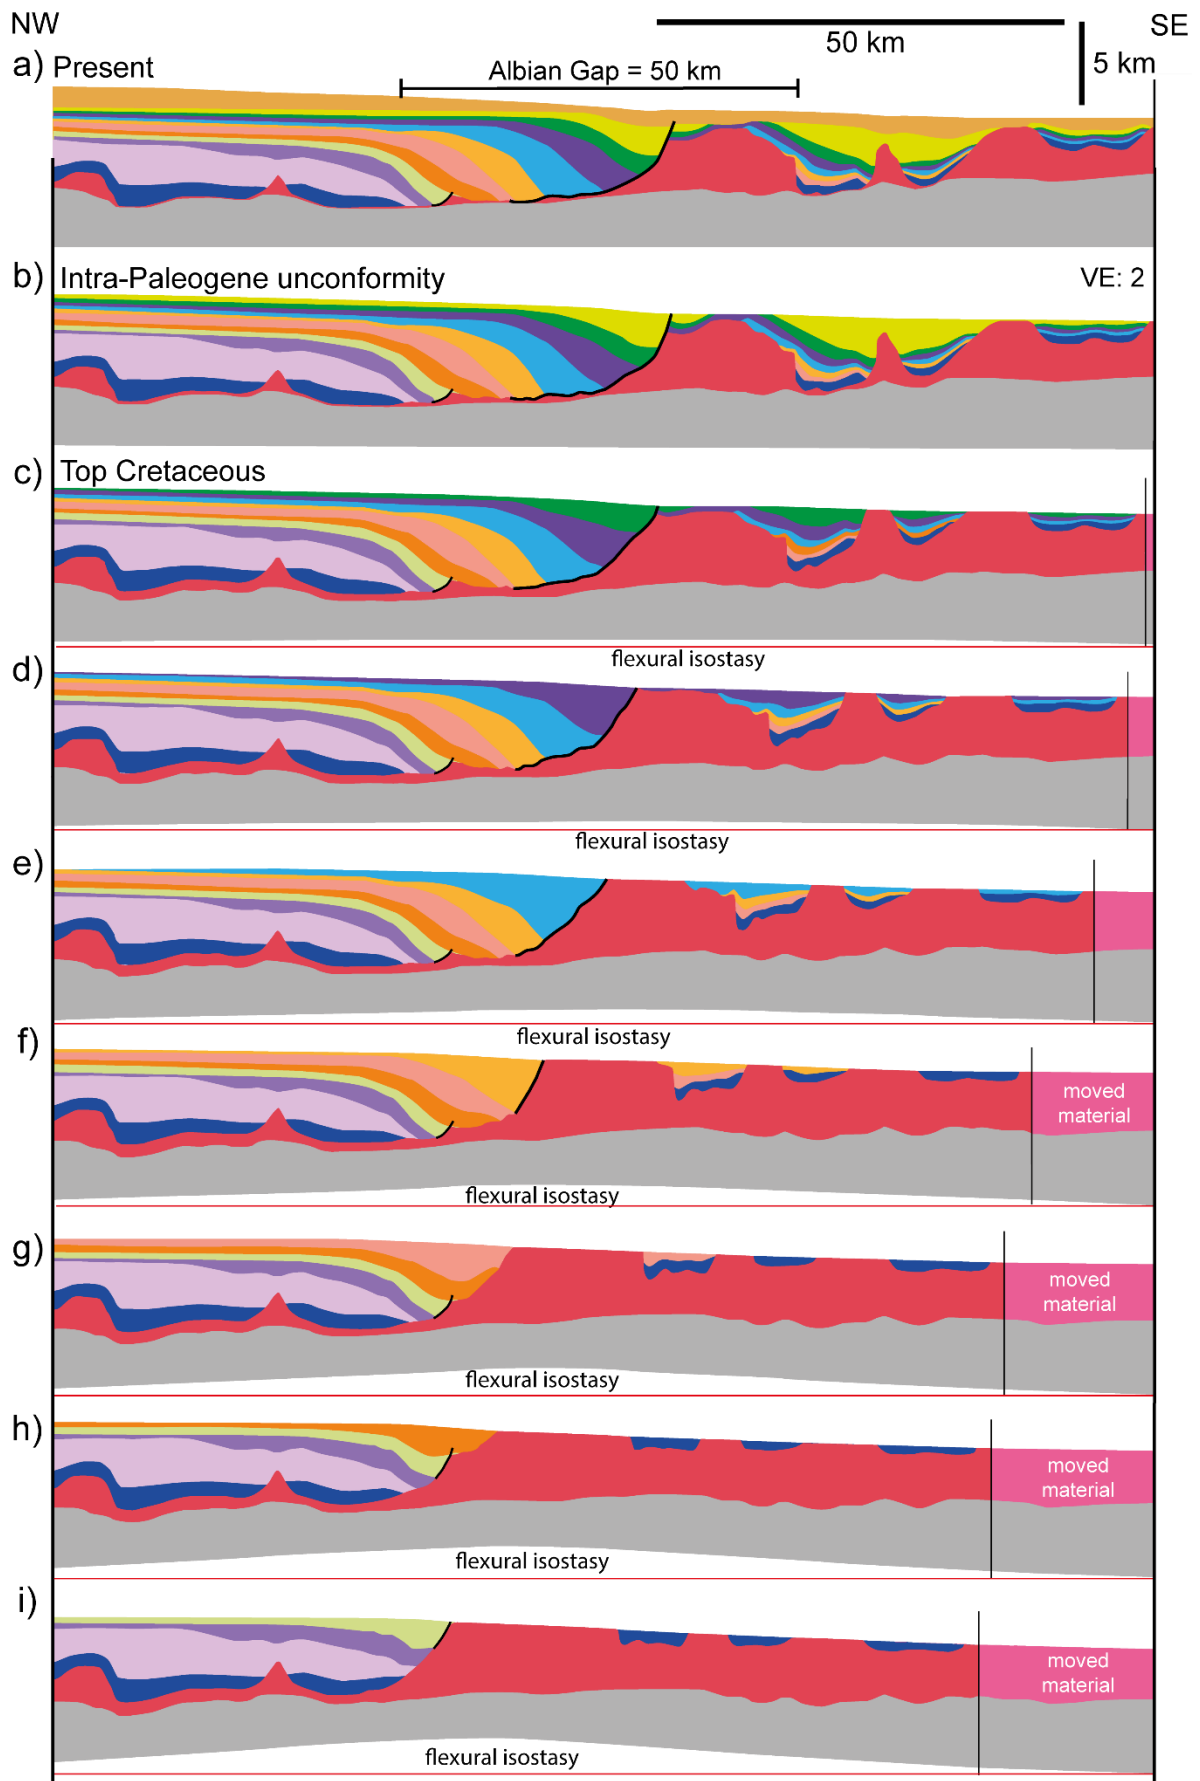 NW
SE
50 km
5 km
a) Present
Albian Gap = 50 km
b) Intra-Paleogene unconformity
VE: 2
c) Top Cretaceous
flexural isostasy
d)
flexural isostasy
e)
flexural isostasy
f)
moved
material
flexural isostasy
g)
moved
material
flexural isostasy
h)
moved
material
flexural isostasy
i)
moved
material
flexural isostasy